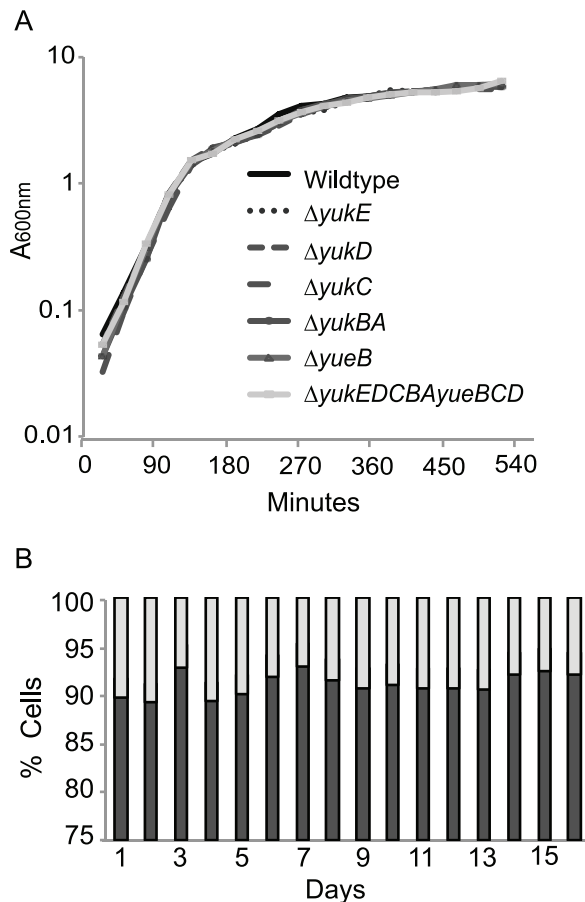 A
10
1
0.1
0.01
A600nm
Wildtype
ΔyukE
ΔyukD
ΔyukC
ΔyukBA
ΔyueB
ΔyukEDCBAyueBCD
0 90 180 270 360 450 540
Minutes
B
100
95
90
85
80
75
% Cells
1 3 5 7 9 11 13 15
Days